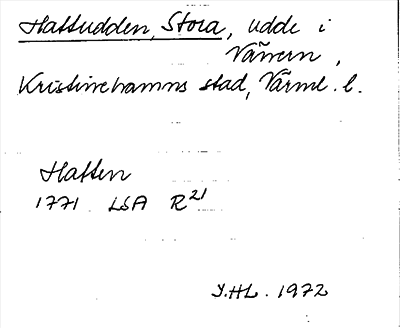 Hattudden, Stora, udde i
Vänern,
Kristinehamns stad, Värml. l.
Hatten
1771 LSA R21
I.HL. 1972